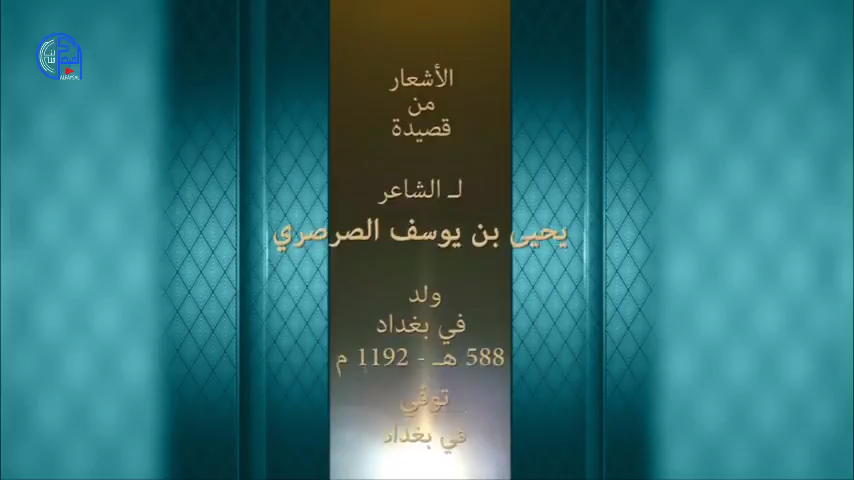 الأشعار
من
قصيدة
لـ الشاعر
يحيى بن يوسف الصرصري
ولد
في بغداد
588 هـ - 1192 م
توفي
في بغداد